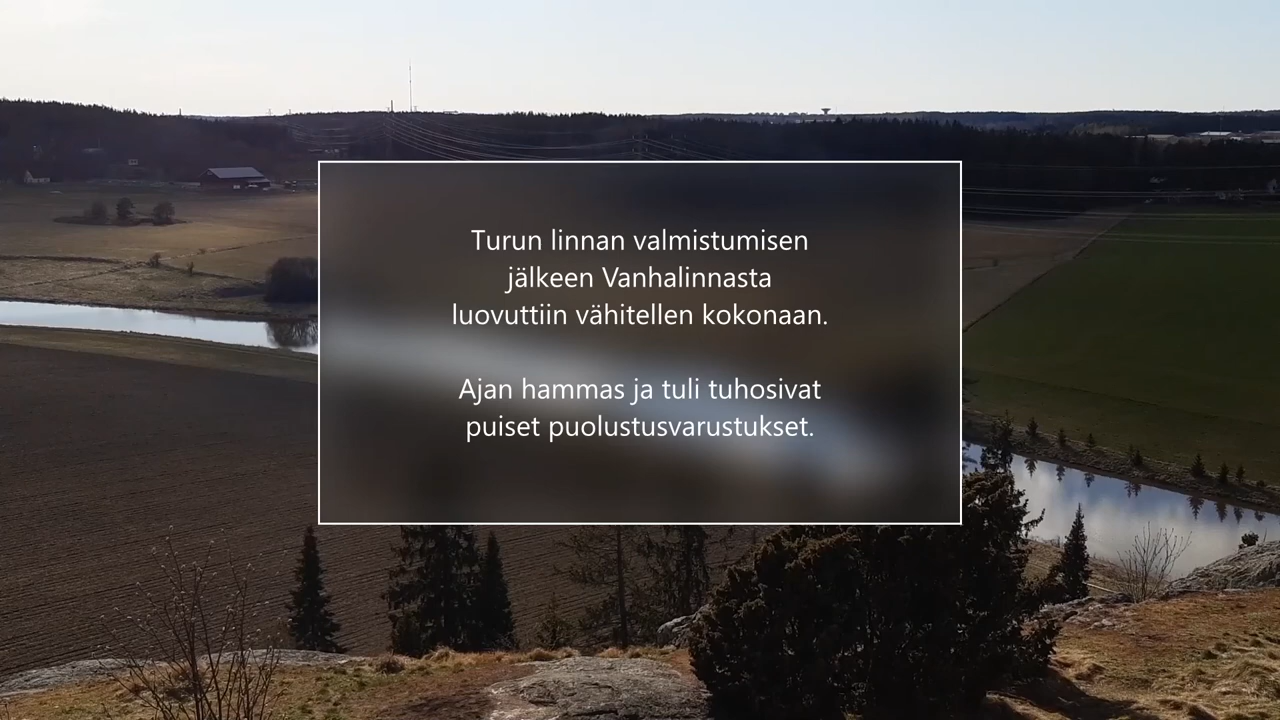 Turun linnan valmistumisen
jälkeen Vanhalinnasta
luovuttiin vähitellen kokonaan.
Ajan hammas ja tuli tuhosivat
puiset puolustusvarustukset.